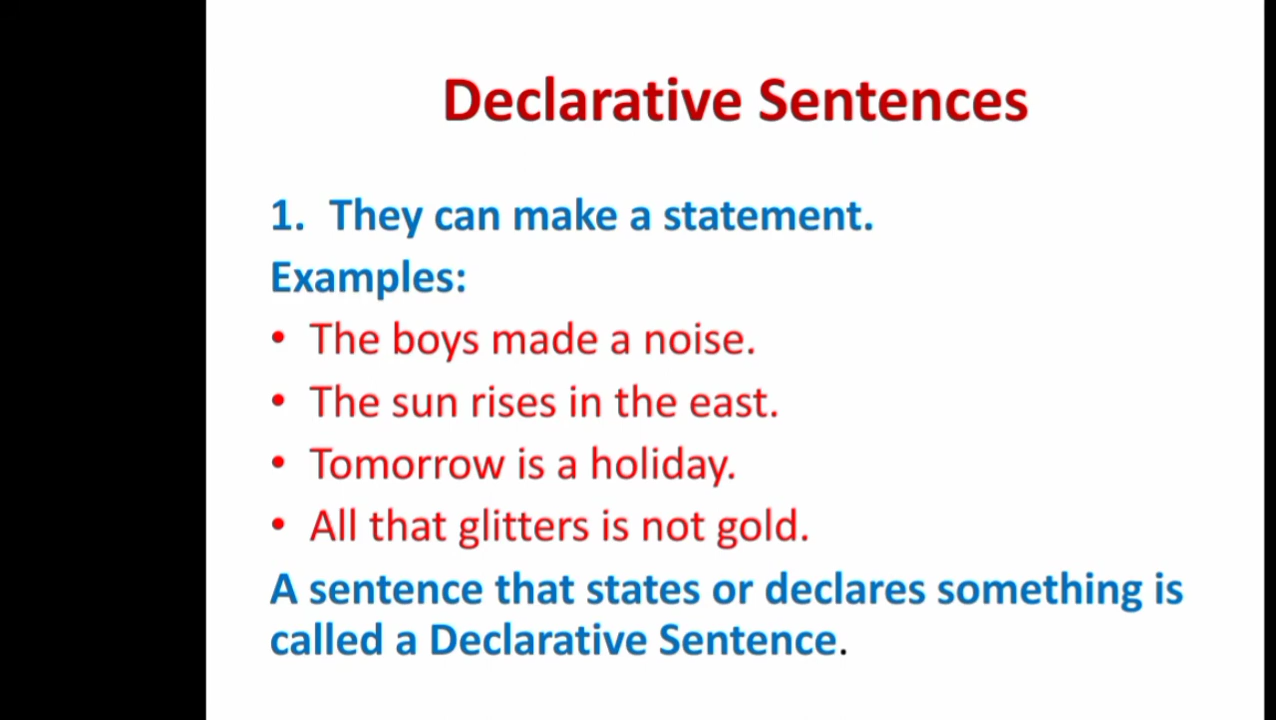 Declarative Sentences
1. They can make a statement.
Examples:
• The boys made a noise.
• The sun rises in the east.
• Tomorrow is a holiday.
• All that glitters is not gold.
A sentence that states or declares something is
called a Declarative Sentence.